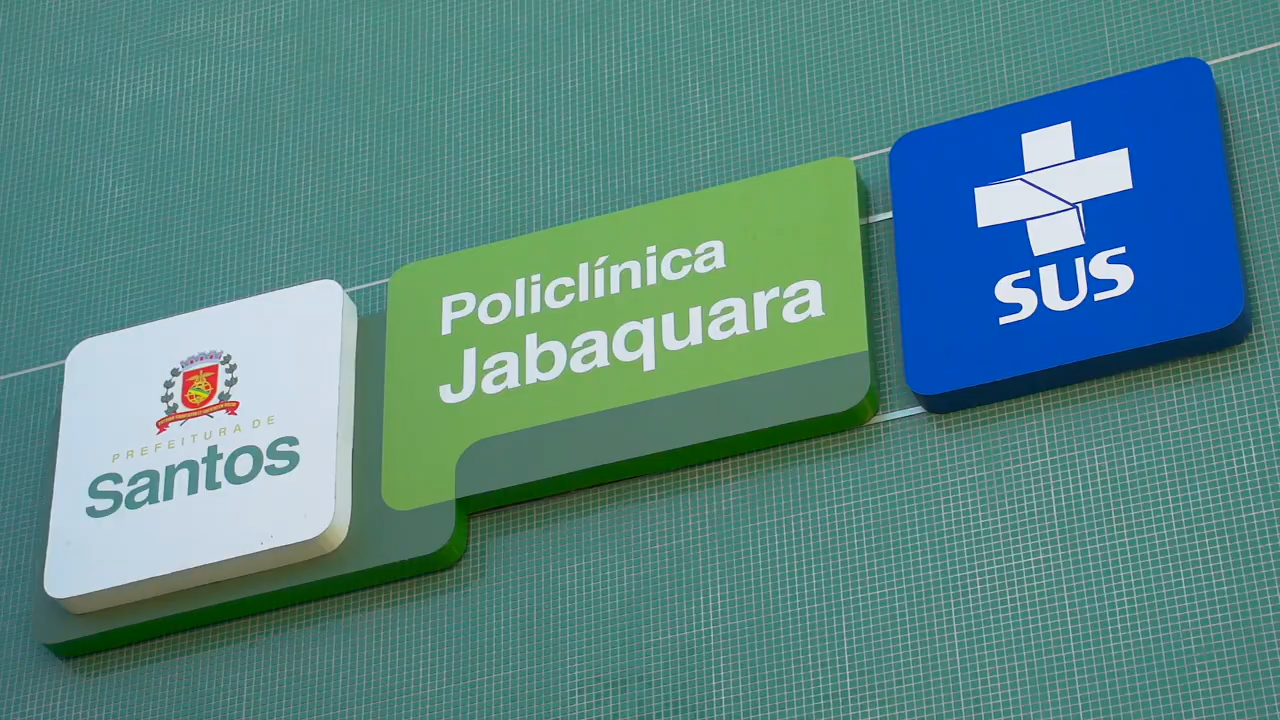 PREFEITURA DE
Santos
Policlínica
Jabaquara
SUS